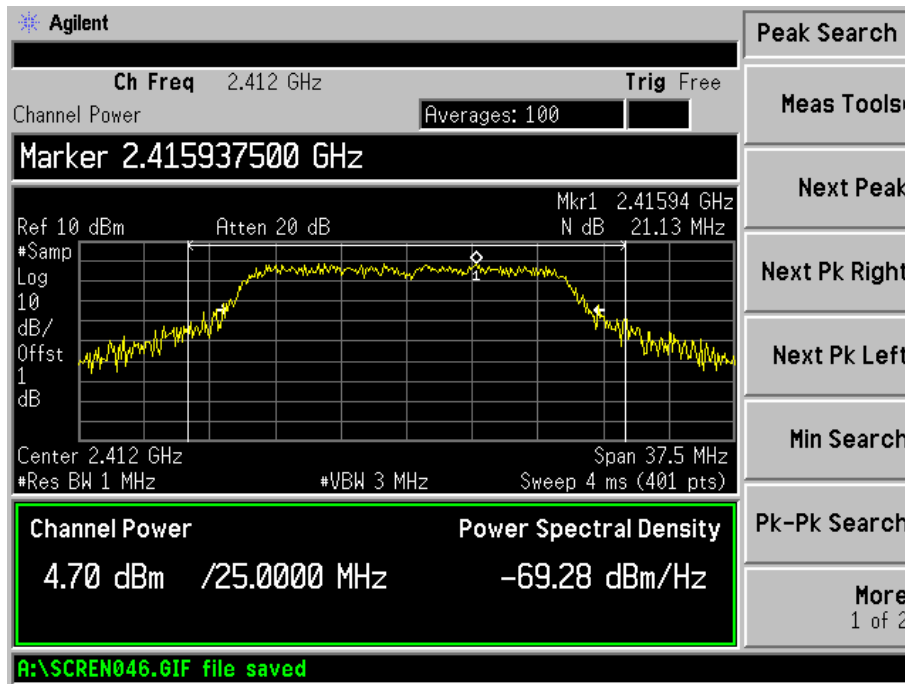 Agilent
Peak Search
Ch Freq 2.412 GHz Trig Free
Channel Power Averages: 100
Meas Tools
Marker 2.415937500 GHz
Mkr1 2.41594 GHz
Ref 10 dBm Atten 20 dB N dB 21.13 MHz
Next Peak
#Samp
Log
10
dB/
Offst
1
dB
1
Next Pk Right
Next Pk Left
Center 2.412 GHz Span 37.5 MHz
#Res BW 1 MHz #VBW 3 MHz Sweep 4 ms (401 pts)
Min Search
Channel Power Power Spectral Density
4.70 dBm /25.0000 MHz -69.28 dBm/Hz
Pk-Pk Search
More
1 of 2
A:\SCREN046.GIF file saved